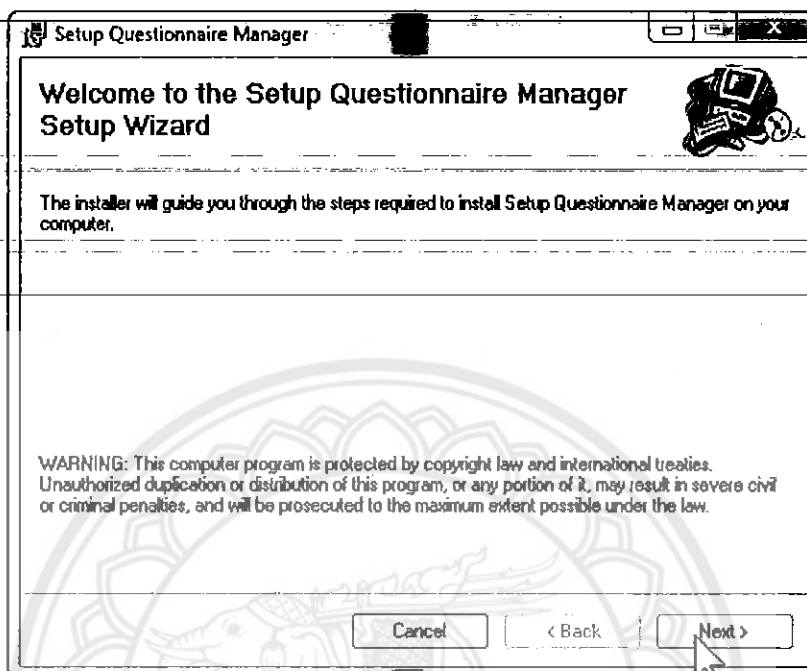 Setup Questionnaire Manager
Welcome to the Setup Questionnaire Manager
Setup Wizard
The installer will guide you through the steps required to install Setup Questionnaire Manager on your
computer.
WARNING: This computer program is protected by copyright law and international treaties.
Unauthorized duplication or distribution of this program, or any portion of it, may result in severe civil
or criminal penalties, and will be prosecuted to the maximum extent possible under the law.
Cancel < Back Next >